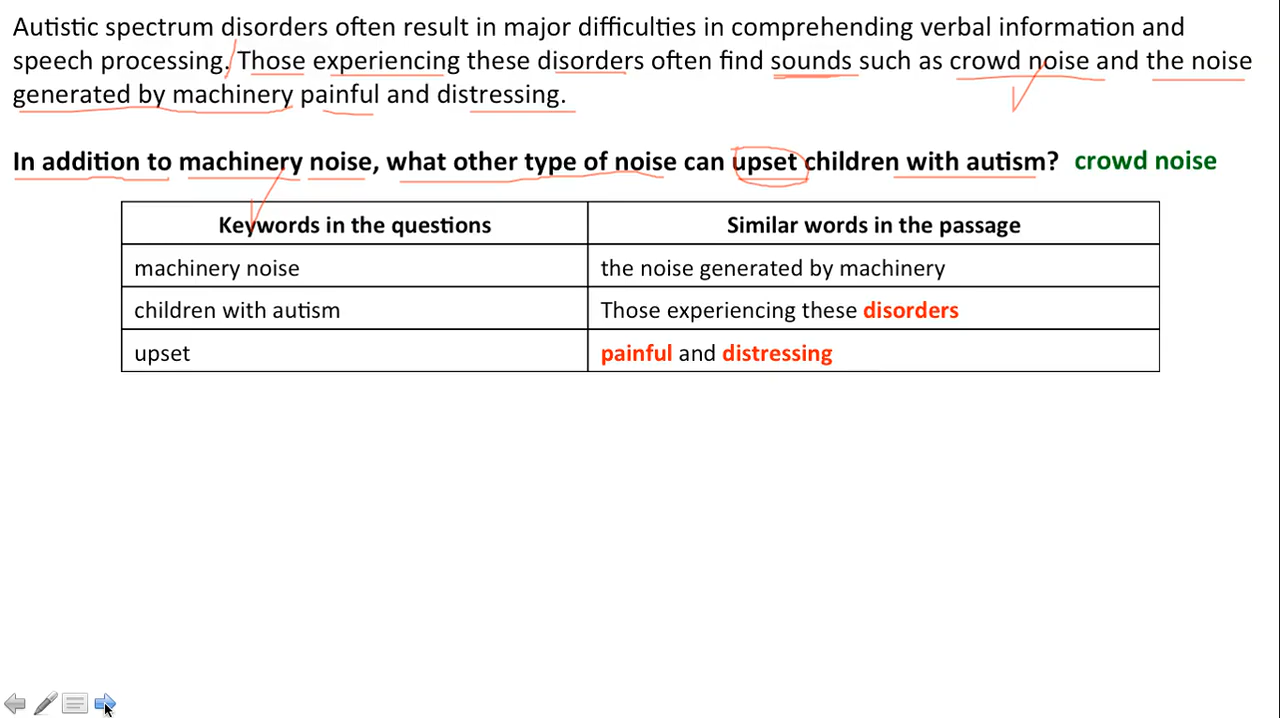 Autistic spectrum disorders often result in major difficulties in comprehending verbal information and
speech processing. Those experiencing these disorders often find sounds such as crowd noise and the noise
generated by machinery painful and distressing.
In addition to machinery noise, what other type of noise can upset children with autism? crowd noise
Keywords in the questions Similar words in the passage
machinery noise the noise generated by machinery
children with autism Those experiencing these disorders
upset painful and distressing